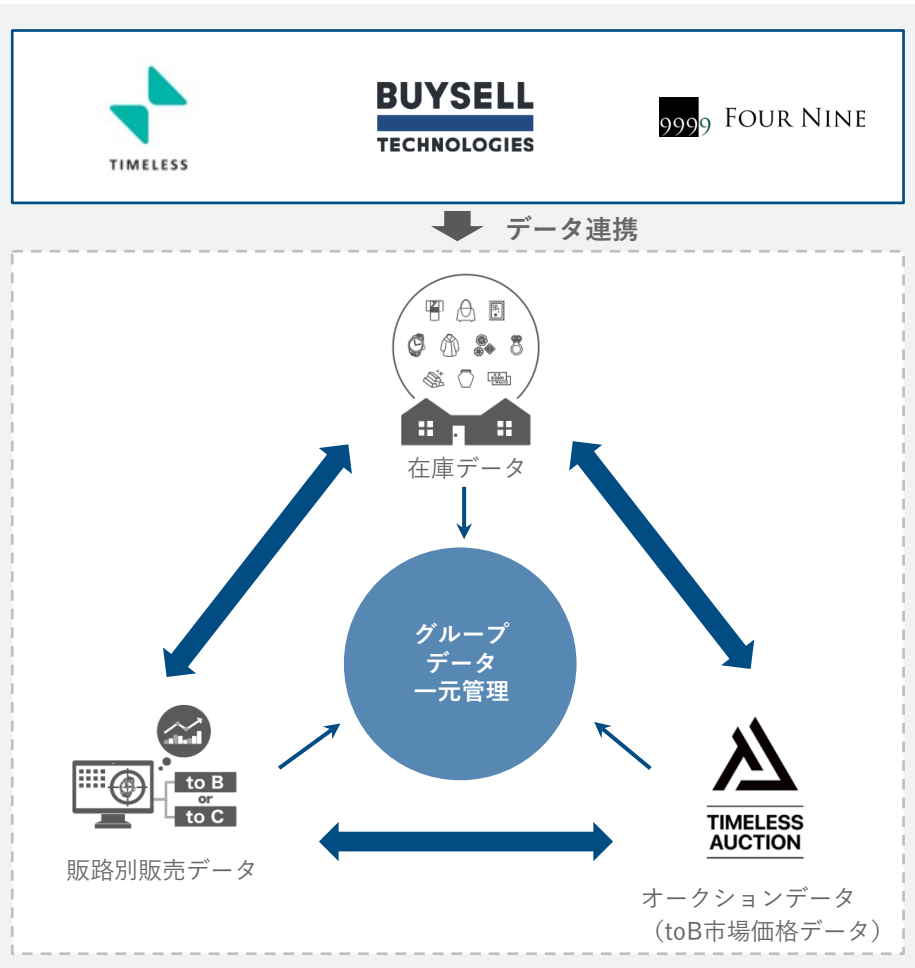 TIMELESS
BUYSELL
TECHNOLOGIES
9999 FOUR NINE
データ連携
在庫データ
グループ
データ
一元管理
to B
or
to C
販路別販売データ
TIMELESS
AUCTION
オークションデータ
（toB市場価格データ）